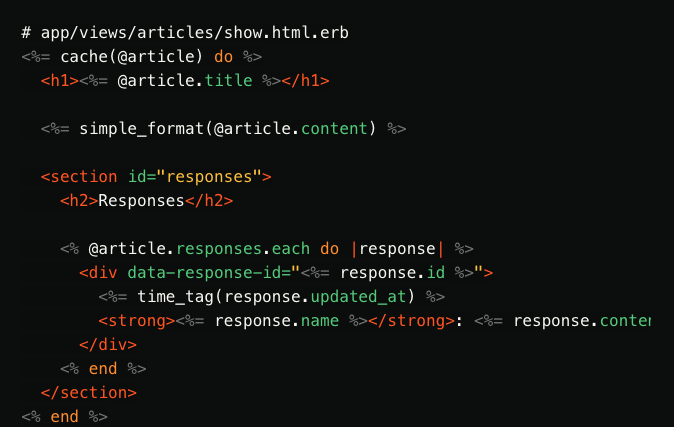 # app/views/articles/show.html.erb
<%= cache(@article) do %>
<h1><%= @article.title %></h1>
<%= simple_format(@article.content) %>
<section id="responses">
<h2>Responses</h2>
<% @article.responses.each do |response| %>
<div data-response-id="<%= response.id %>">
<%= time_tag(response.updated_at) %>
<strong><%= response.name %></strong>: <%= response.conter
</div>
<% end %>
</section>
<% end %>